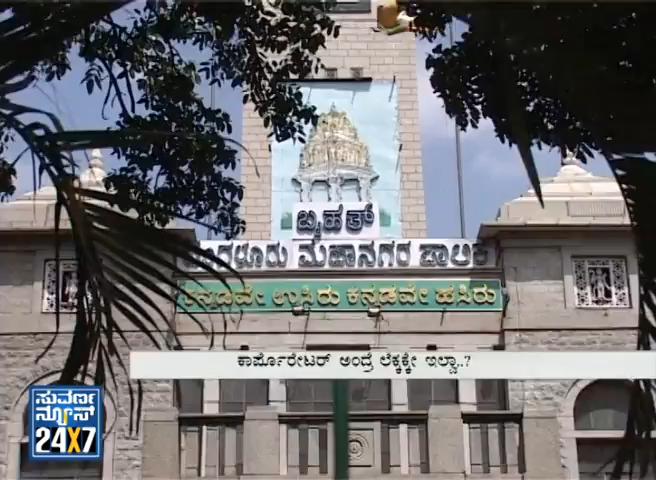 ಬೃಹತ್
ಬೆಂಗಳೂರು ಮಹಾನಗರ ಪಾಲಿಕೆ
ಕನ್ನಡವೇ ಉಸಿರು ಕನ್ನಡವೇ ಹಸಿರು
ಕಾರ್ಪೊರೇಟರ್ ಅಂದ್ರೆ ಲೆಕ್ಕಕ್ಕೇ ಇಲ್ವಾ..?
ಸುವರ್ಣ
ನ್ಯೂಸ್
24X7